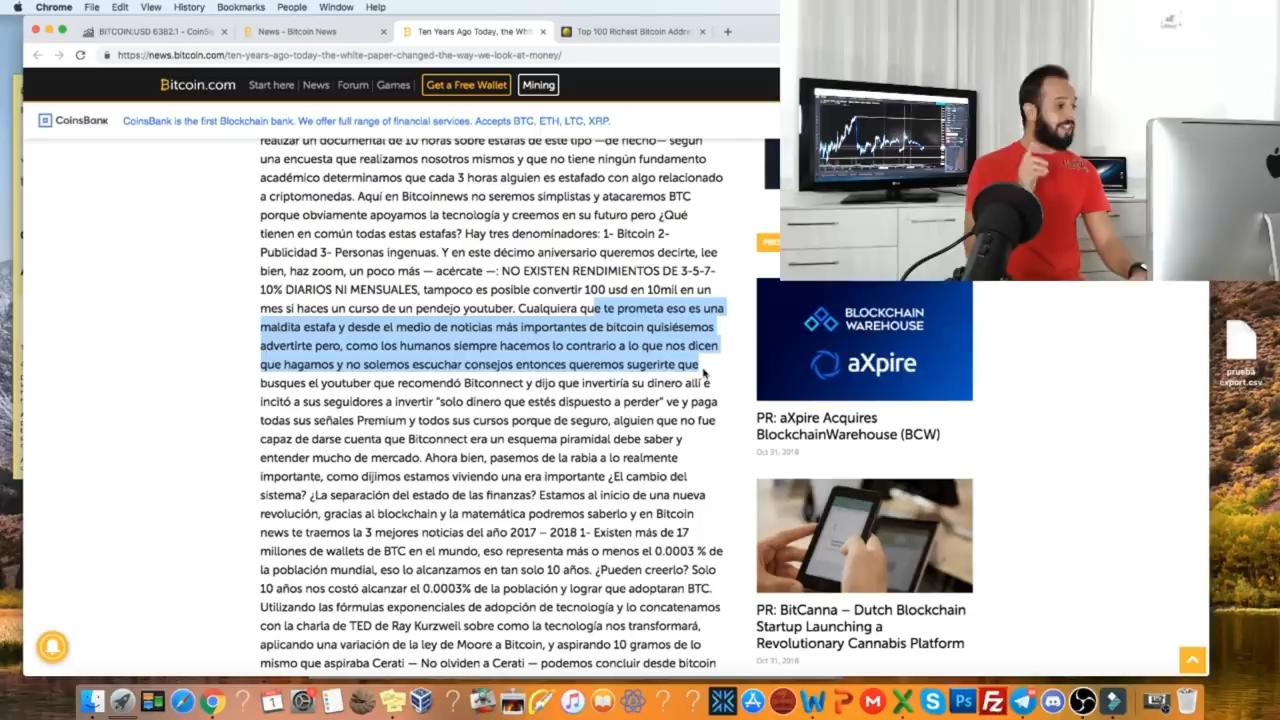 Chrome File Edit View History Bookmarks People Window Help
BITCOIN:USD 6382.1 - CoinS
News - Bitcoin News
Ten Years Ago Today, the Whi
Top 100 Richest Bitcoin Addre
https://news.bitcoin.com/ten-years-ago-today-the-white-paper-changed-the-way-we-look-at-money/
Bitcoin.com Start here News Forum Games Get a Free Wallet Mining
CoinsBank CoinsBank is the first Blockchain bank. We offer full range of financial services. Accepts BTC, ETH, LTC, XRP.
realizar un documental de 10 horas sobre estafas de este tipo —de hecho— según
una encuesta que realizamos nosotros mismos y que no tiene ningún fundamento
académico determinamos que cada 3 horas alguien es estafado con algo relacionado
a criptomonedas. Aquí en Bitcoinnews no seremos simplistas y atacaremos BTC
porque obviamente apoyamos la tecnología y creemos en su futuro pero ¿Qué
tienen en común todas estas estafas? Hay tres denominadores: 1- Bitcoin 2-
Publicidad 3- Personas ingenuas. Y en este décimo aniversario queremos decirte, lee
bien, haz zoom, un poco más — acércate —: NO EXISTEN RENDIMIENTOS DE 3-5-7-
10% DIARIOS NI MENSUALES, tampoco es posible convertir 100 usd en 10mil en un
mes si haces un curso de un pendejo youtuber. Cualquiera que te prometa eso es una
maldita estafa y desde el medio de noticias más importantes de bitcoin quisiésemos
advertirte pero, como los humanos siempre hacemos lo contrario a lo que nos dicen
que hagamos y no solemos escuchar consejos entonces queremos sugerirte que
busques el youtuber que recomendó Bitconnect y dijo que invertiría su dinero allí e
incitó a sus seguidores a invertir “solo dinero que estés dispuesto a perder” ve y paga
todas sus señales Premium y todos sus cursos porque de seguro, alguien que no fue
capaz de darse cuenta que Bitconnect era un esquema piramidal debe saber y
entender mucho de mercado. Ahora bien, pasemos de la rabia a lo realmente
importante, como dijimos estamos viviendo una era importante ¿El cambio del
sistema? ¿La separación del estado de las finanzas? Estamos al inicio de una nueva
revolución, gracias al blockchain y la matemática podremos saberlo y en Bitcoin
news te traemos la 3 mejores noticias del año 2017 – 2018 1- Existen más de 17
millones de wallets de BTC en el mundo, eso representa más o menos el 0.0003 % de
la población mundial, eso lo alcanzamos en tan solo 10 años. ¿Pueden creerlo? Solo
10 años nos costó alcanzar el 0.0003% de la población y lograr que adoptaran BTC.
Utilizando las fórmulas exponenciales de adopción de tecnología y lo concatenamos
con la charla de TED de Ray Kurzweil sobre como la tecnología nos transformará,
aplicando una variación de la ley de Moore a Bitcoin, y aspirando 10 gramos de lo
mismo que aspiraba Cerati — No olviden a Cerati — podemos concluir desde bitcoin
BLOCKCHAIN
WAREHOUSE
aXpire
PR: aXpire Acquires
BlockchainWarehouse (BCW)
Oct 31, 2018
PR: BitCanna – Dutch Blockchain
Startup Launching a
Revolutionary Cannabis Platform
Oct 31, 2018
prueba
export.csv